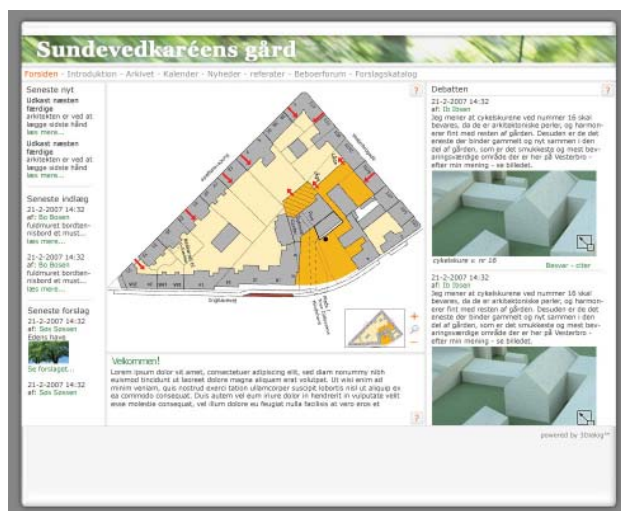 Sundevedkaréens gård
Forsiden - Introduktion - Arkivet - Kalender - Nyheder - referater - Beboerforum - Forslagskatalog
Seneste nyt
Udkast næsten
færdige
arkitekten er ved at
lægge sidste hånd
læs mere...
Udkast næsten
færdige
arkitekten er ved at
lægge sidste hånd
læs mere...
Seneste indlæg
21-2-2007 14:32
af: Bo Bosen
fuldmuret bordten-
nisbord et must...
læs mere...
21-2-2007 14:32
af: Bo Bosen
fuldmuret bordten-
nisbord et must...
læs mere...
Seneste forslag
21-2-2007 14:32
af: Søs Søssen
Edens have
Se forslaget...
21-2-2007 14:32
af: Søs Søssen
?
Velkommen!
Lorem ipsum dolor sit amet, consectetuer adipiscing elit, sed diam nonummy nibh
euismod tincidunt ut laoreet dolore magna aliquam erat volutpat. Ut wisi enim ad
minim veniam, quis nostrud exerci tation ullamcorper suscipit lobortis nisl ut aliquip ex
ea commodo consequat. Duis autem vel eum iriure dolor in hendrerit in vulputate velit
esse molestie consequat, vel illum dolore eu feugiat nulla facilisis at vero eros et
?
Debatten
?
21-2-2007 14:32
af: Ib Ibsen
Jeg mener at cykelskurene ved nummer 16 skal
bevares, da de er arkitektoniske perler, og harmon-
erer fint med resten af gården. Desuden er de det
eneste der binder gammelt og nyt sammen i den
del af gården, som er det smukkeste og mest bev-
aringsværdige område der er her på Vesterbro -
efter min mening - se billedet.
cykelskure v. nr 16
Besvar - citer
21-2-2007 14:32
af: Ib Ibsen
Jeg mener at cykelskurene ved nummer 16 skal
bevares, da de er arkitektoniske perler, og harmon-
erer fint med resten af gården. Desuden er de det
eneste der binder gammelt og nyt sammen i den
del af gården, som er det smukkeste og mest bev-
aringsværdige område der er her på Vesterbro -
efter min mening - se billedet.
powered by